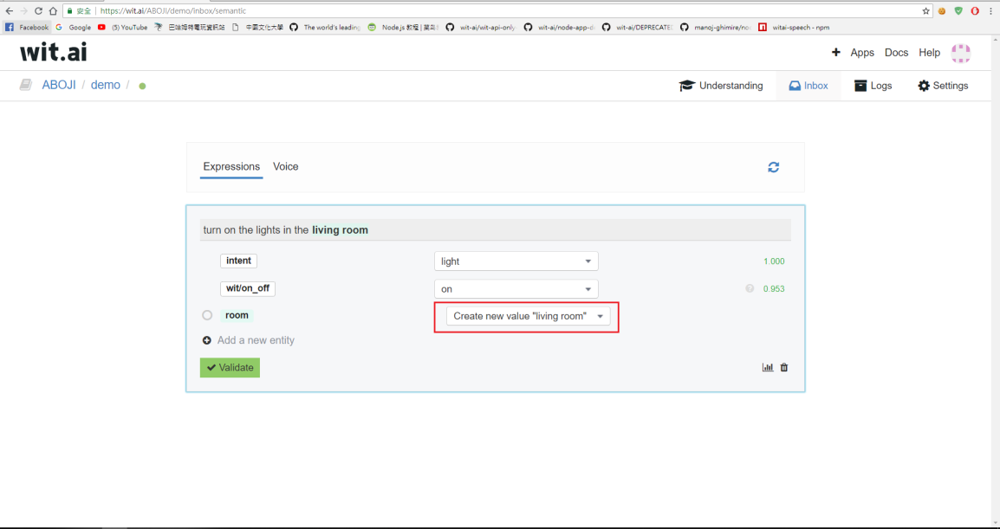 安全 | https://wit.ai/ABOJI/demo/inbox/semantic
Facebook Google (5) YouTube 巴哈姆特電玩資訊站 中國文化大學 The world's leading Node.js 教程 | 菜鸟 wit-ai/wit-api-only wit-ai/node-app-d wit-ai/DEPRECATE manoj-ghimire/no witai-speech - npm
wit.ai
Apps Docs Help
ABOJI / demo /
Understanding Inbox Logs Settings
Expressions Voice
turn on the lights in the living room
intent light 1.000
wit/on_off on 0.953
room Create new value "living room"
Add a new entity
Validate